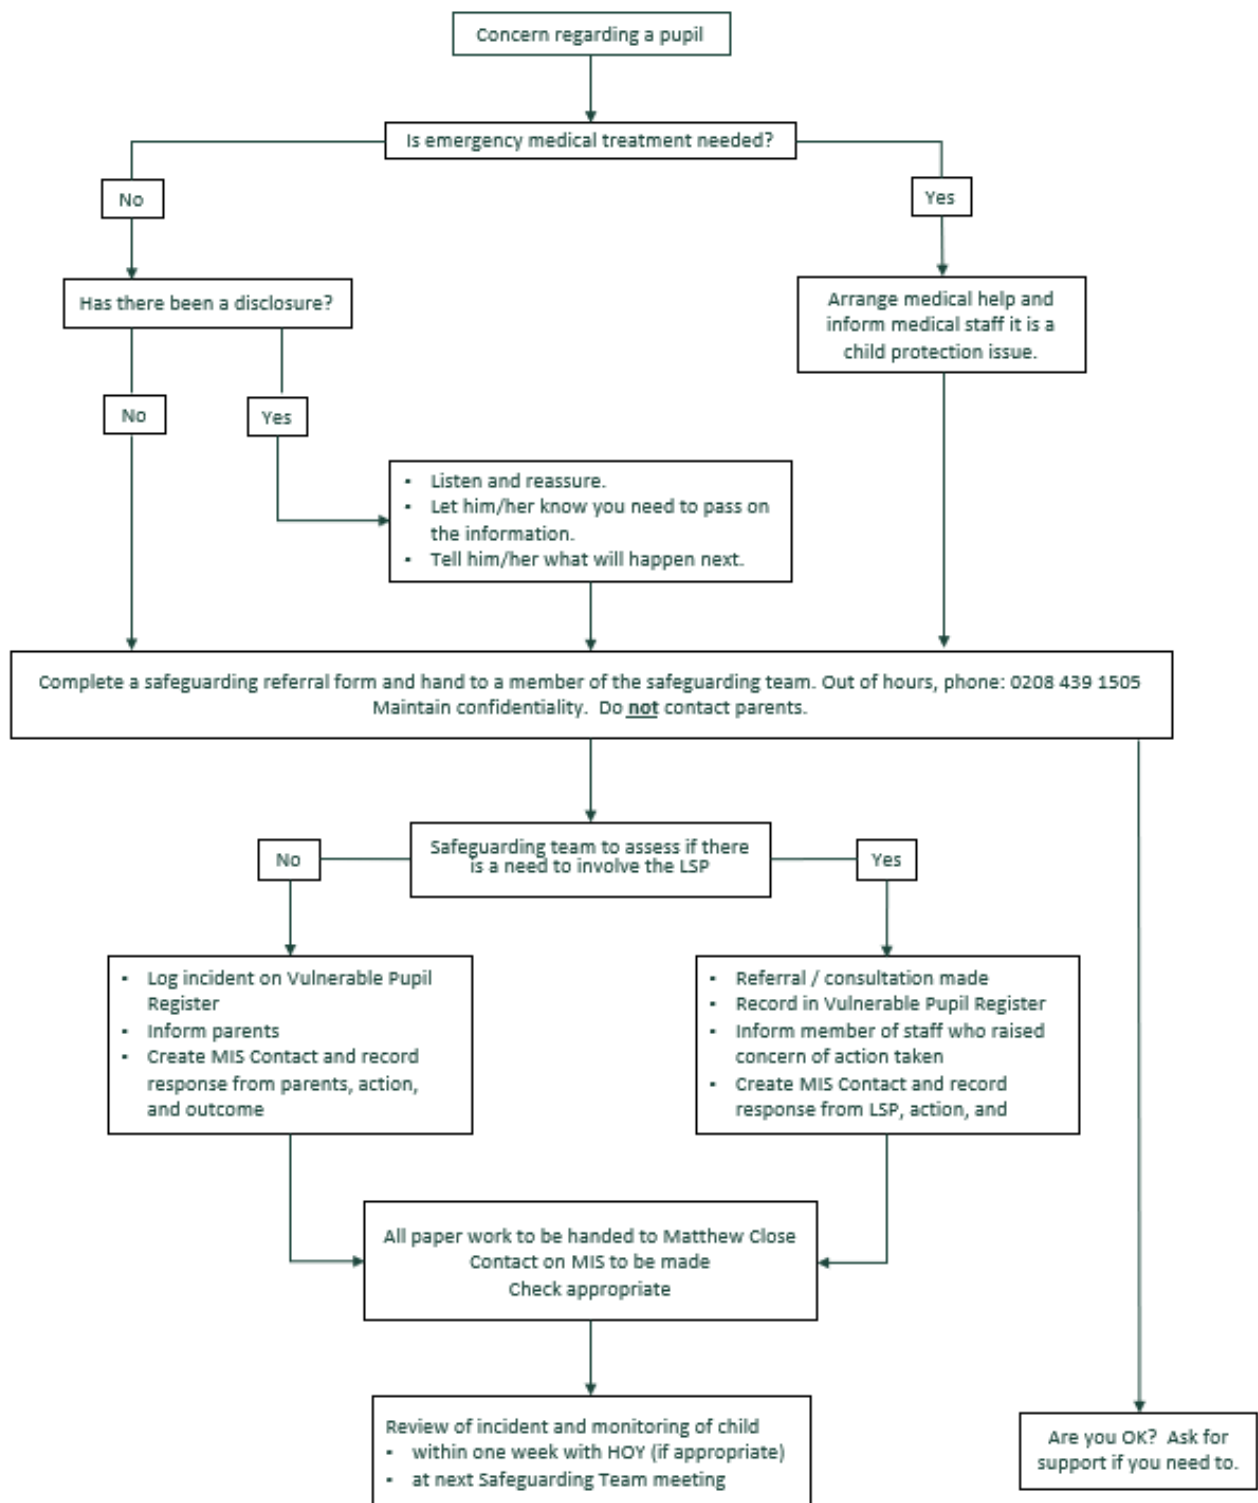 Concern regarding a pupil
Is emergency medical treatment needed?
No
Yes
Has there been a disclosure?
Arrange medical help and
inform medical staff it is a
child protection issue.
No
Yes
▪ Listen and reassure.
▪ Let him/her know you need to pass on
the information.
▪ Tell him/her what will happen next.
Complete a safeguarding referral form and hand to a member of the safeguarding team. Out of hours, phone: 0208 439 1505
Maintain confidentiality.  Do not contact parents.
No
Safeguarding team to assess if there
is a need to involve the LSP
Yes
▪ Log incident on Vulnerable Pupil
Register
▪ Inform parents
▪ Create MIS Contact and record
response from parents, action,
and outcome
▪ Referral / consultation made
▪ Record in Vulnerable Pupil Register
▪ Inform member of staff who raised
concern of action taken
▪ Create MIS Contact and record
response from LSP, action, and
All paper work to be handed to Matthew Close
Contact on MIS to be made
Check appropriate
Review of incident and monitoring of child
▪ within one week with HOY (if appropriate)
▪ at next Safeguarding Team meeting
Are you OK?  Ask for
support if you need to.